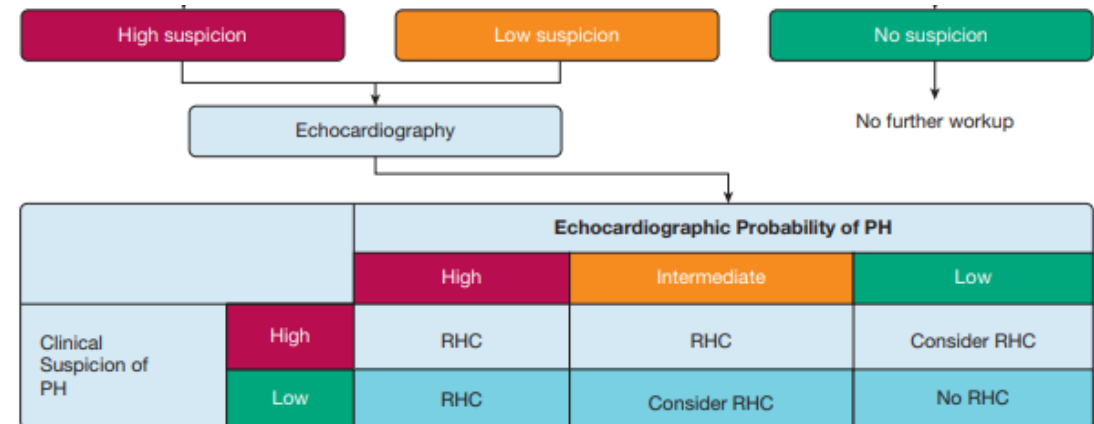 High suspicion
Low suspicion
No suspicion
Echocardiography
No further workup
Echocardiographic Probability of PH
High
Intermediate
Low
Clinical
Suspicion of
PH
High
RHC
RHC
Consider RHC
Low
RHC
Consider RHC
No RHC